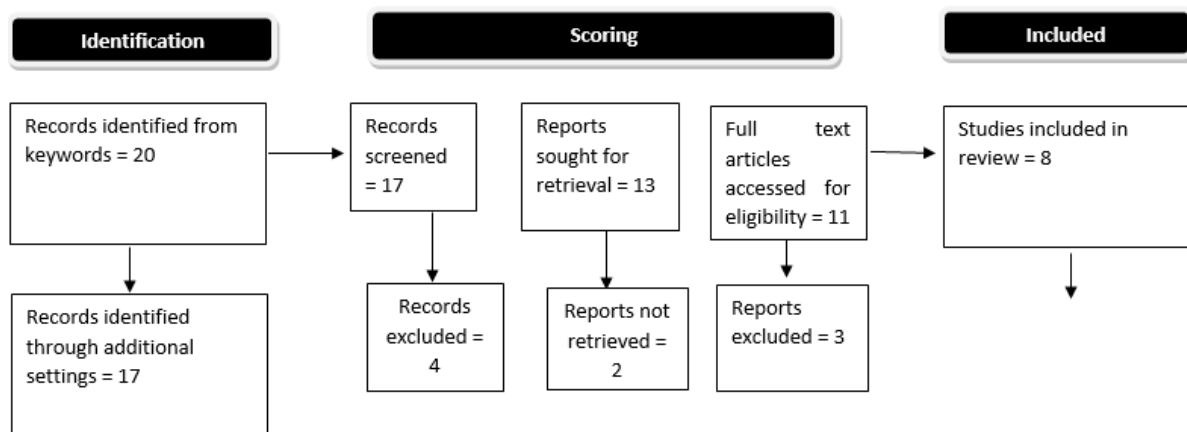 Identification
Scoring
Included
Records identified from
keywords = 20
Records
screened
= 17
Reports
sought for
retrieval = 13
Full text
articles
accessed for
eligibility = 11
Studies included in
review = 8
Records identified
through additional
settings = 17
Records
excluded =
4
Reports not
retrieved =
2
Reports
excluded = 3